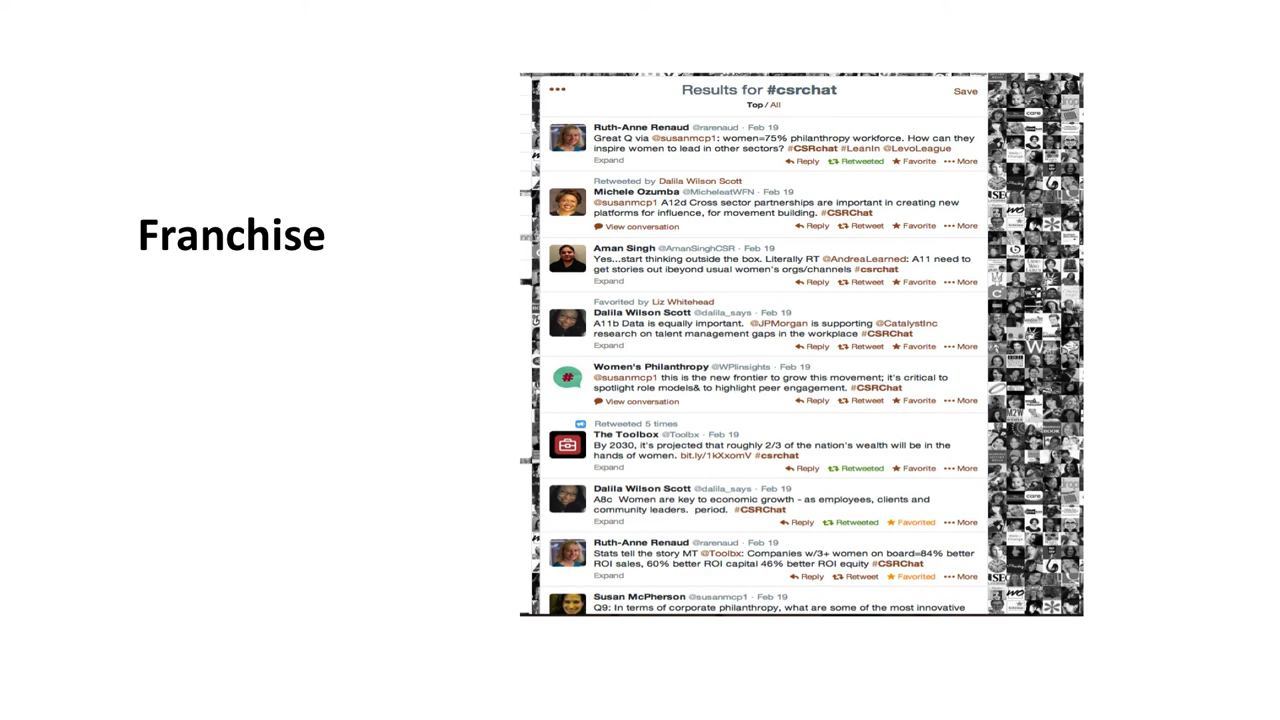 Franchise
Results for #csrchat
Save
Top / All
Ruth-Anne Renaud @rarenaud · Feb 19
Great Q via @susanmcp1: women=75% philanthropy workforce. How can they
inspire women to lead in other sectors? #CSRchat #LeanIn @LevoLeague
Expand
Reply Retweeted Favorite More
Retweeted by Dalila Wilson Scott
Michele Ozumba @MicheleatWFN · Feb 19
@susanmcp1 A12d Cross sector partnerships are important in creating new
platforms for influence, for movement building. #CSRChat
View conversation
Reply Retweet Favorite More
Aman Singh @AmanSinghCSR · Feb 19
Yes...start thinking outside the box. Literally RT @AndreaLearned: A11 need to
get stories out ibeyond usual women's orgs/channels #csrchat
Expand
Reply Retweet Favorite More
Favorited by Liz Whitehead
Dalila Wilson Scott @dalila_says · Feb 19
A11b Data is equally important. @JPMorgan is supporting @CatalystInc
research on talent management gaps in the workplace #CSRChat
Expand
Reply Retweet Favorite More
Women's Philanthropy @WPIinsights · Feb 19
@susanmcp1 this is the new frontier to grow this movement; it's critical to
spotlight role models& to highlight peer engagement. #CSRChat
View conversation
Reply Retweet Favorite More
Retweeted 5 times
The Toolbox @Toolbx · Feb 19
By 2030, it's projected that roughly 2/3 of the nation's wealth will be in the
hands of women. bit.ly/1kXxomV #csrchat
Expand
Reply Retweeted Favorite More
Dalila Wilson Scott @dalila_says · Feb 19
A8c Women are key to economic growth - as employees, clients and
community leaders. period. #CSRChat
Expand
Reply Retweeted Favorited More
Ruth-Anne Renaud @rarenaud · Feb 19
Stats tell the story MT @Toolbx: Companies w/3+ women on board=84% better
ROI sales, 60% better ROI capital 46% better ROI equity #CSRChat
Expand
Reply Retweet Favorited More
Susan McPherson @susanmcp1 · Feb 19
Q9: In terms of corporate philanthropy, what are some of the most innovative